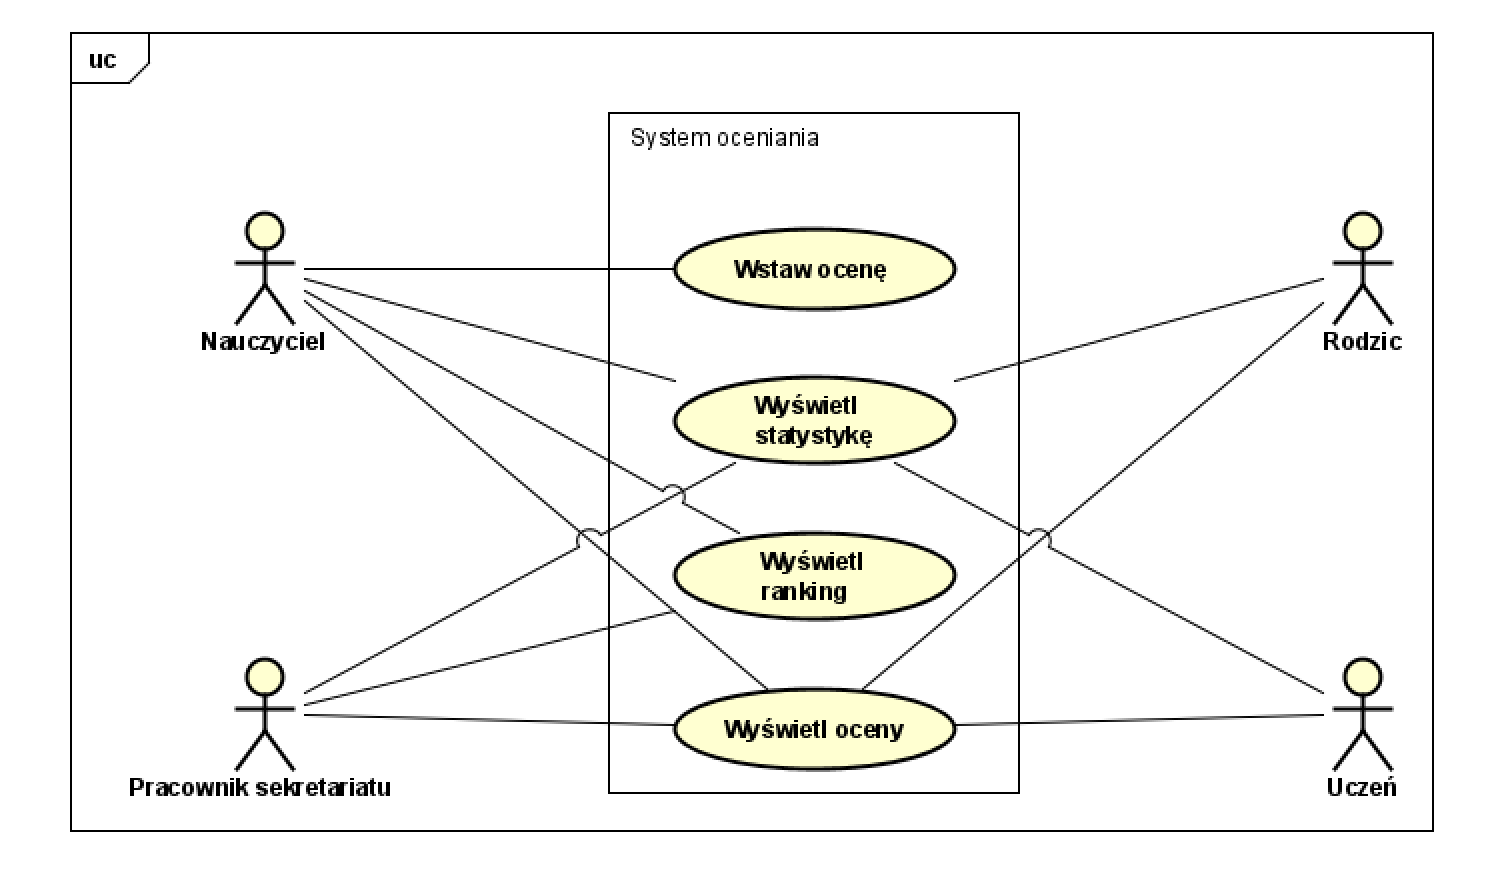 uc
System oceniania
Wstaw ocenę
Nauczyciel
Rodzic
Wyświetl
statystykę
Wyświetl
ranking
Wyświetl oceny
Pracownik sekretariatu
Uczeń